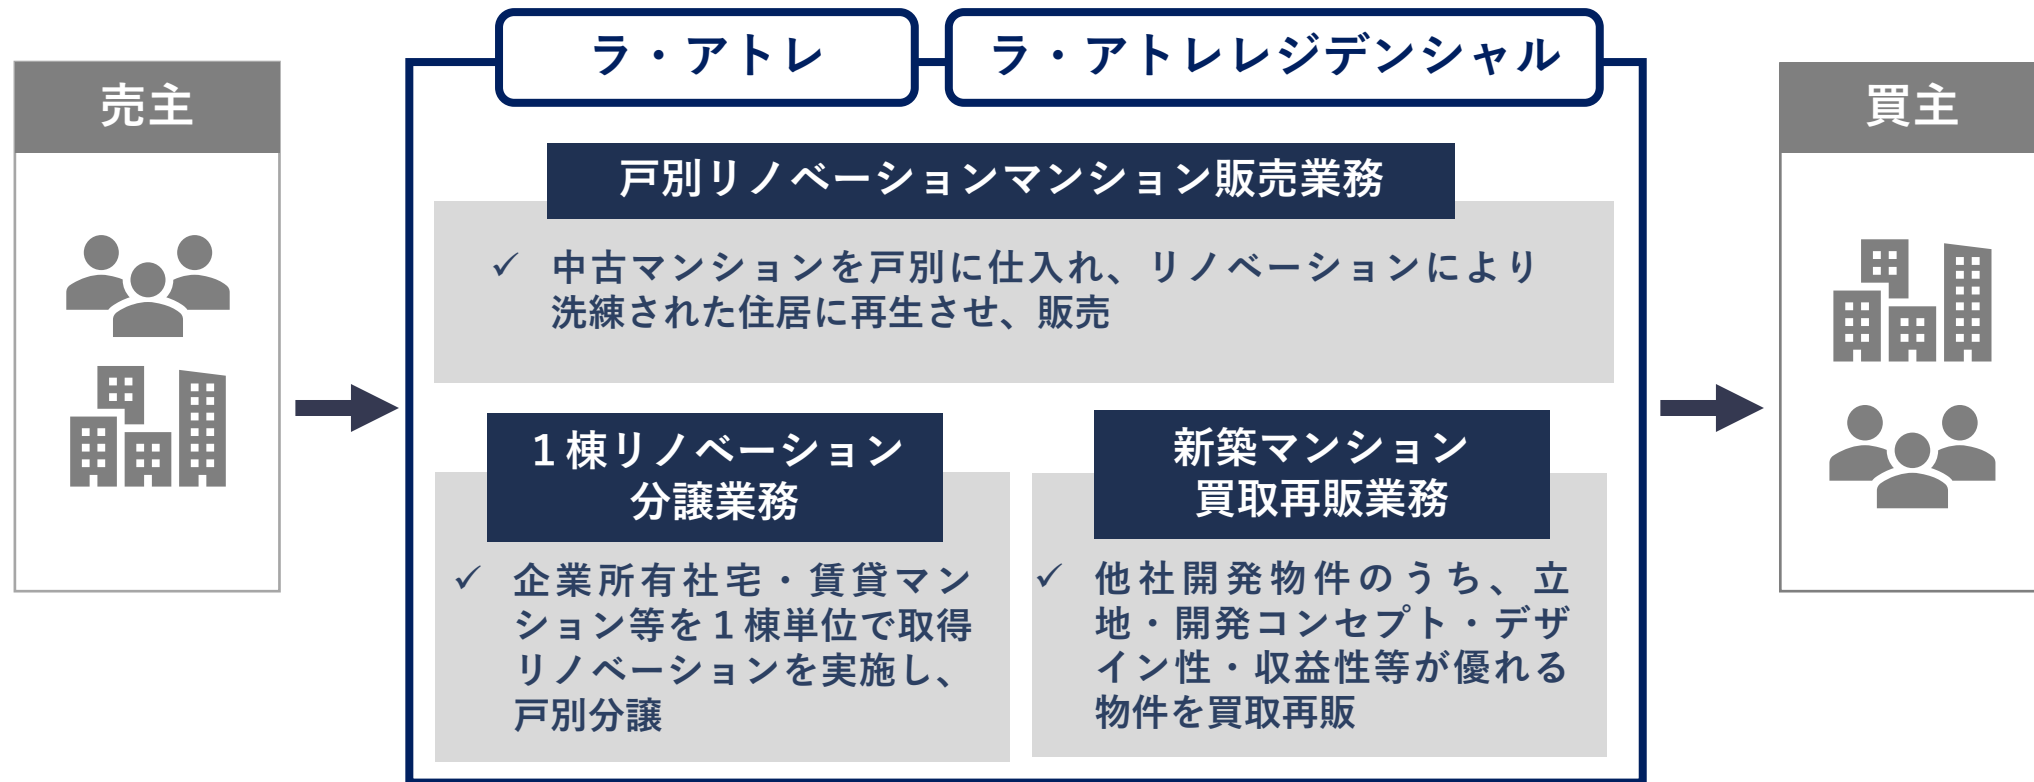 売主
ラ・アトレ
ラ・アトレレジデンシャル
戸別リノベーションマンション販売業務
✓ 中古マンションを戸別に仕入れ、リノベーションにより
洗練された住居に再生させ、販売
１棟リノベーション
分譲業務
✓ 企業所有社宅・賃貸マン
ション等を１棟単位で取得
リノベーションを実施し、
戸別分譲
新築マンション
買取再販業務
✓ 他社開発物件のうち、立
地・開発コンセプト・デザ
イン性・収益性等が優れる
物件を買取再販
買主